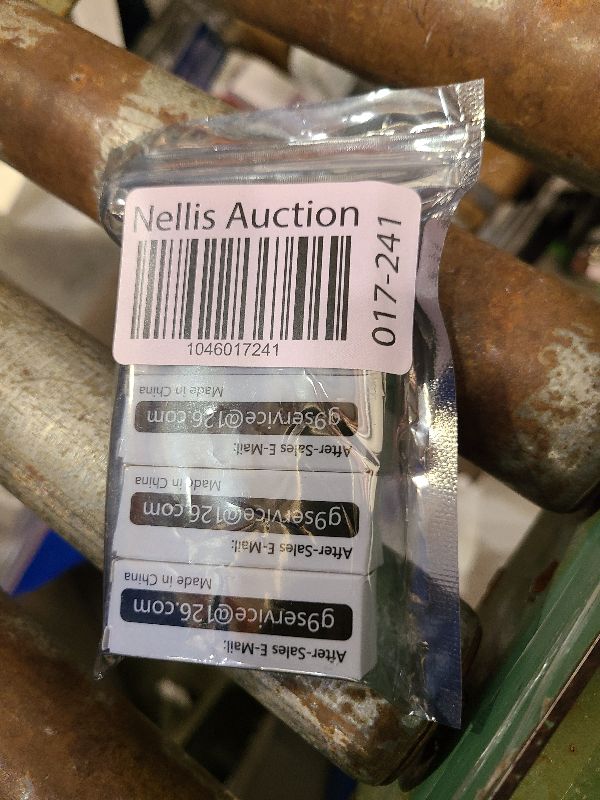 Nellis Auction
017-241
1046017241
Made in China
g9service@126.com
After-Sales E-Mail:
Made in China
g9service@126.com
After-Sales E-Mail:
Made in China
g9service@126.com
After-Sales E-Mail: